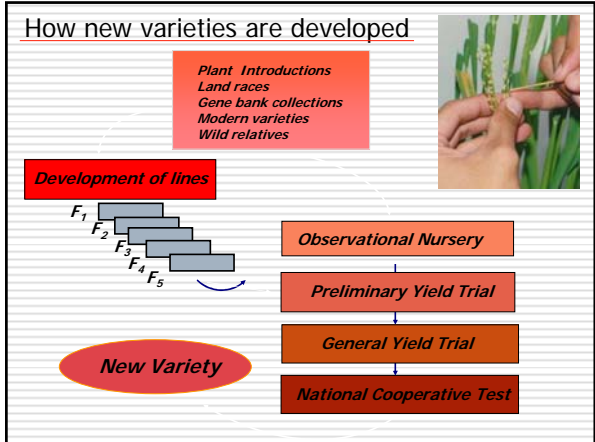 How new varieties are developed
Plant Introductions
Land races
Gene bank collections
Modern varieties
Wild relatives
Development of lines
F1
F2
F3
F4
F5
Observational Nursery
Preliminary Yield Trial
General Yield Trial
National Cooperative Test
New Variety